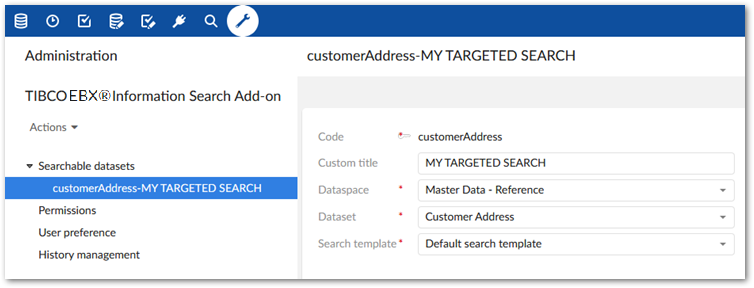 Administration
customerAddress-MY TARGETED SEARCH
TIBCO EBX® Information Search Add-on
Actions
Searchable datasets
customerAddress-MY TARGETED SEARCH
Permissions
User preference
History management
Code * customerAddress
Custom title MY TARGETED SEARCH
Dataspace * Master Data - Reference
Dataset * Customer Address
Search template * Default search template